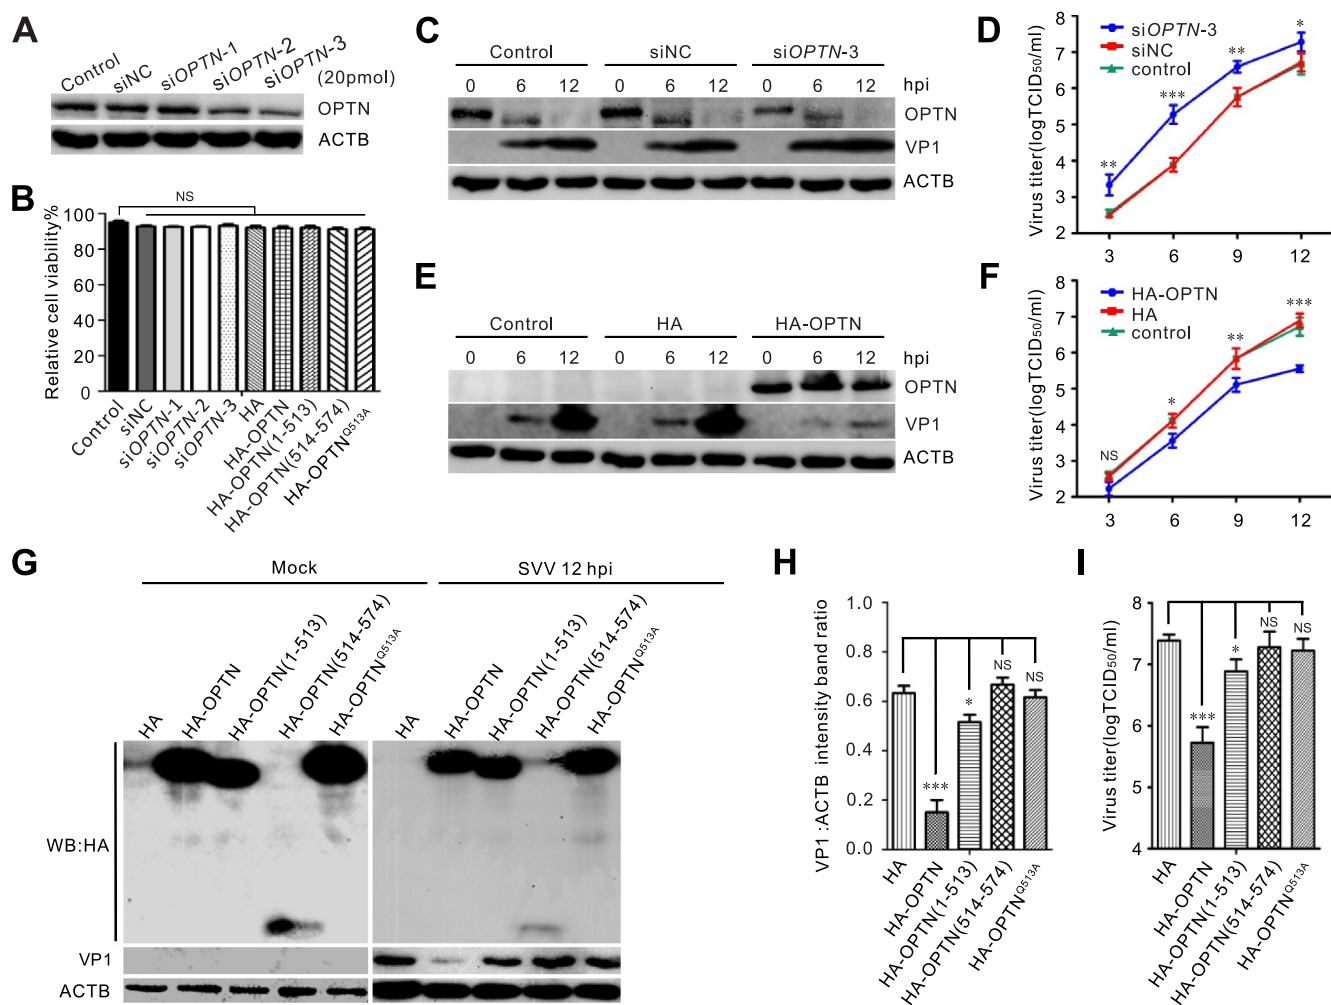 A
Control
siNC
siOPTN-1
siOPTN-2
siOPTN-3
(20pmol)
OPTN
ACTB
B
Relative cell viability%
100
80
60
40
20
0
NS
Control
siNC
siOPTN-1
siOPTN-2
siOPTN-3
HA
HA-OPTN
HA-OPTN(1-513)
HA-OPTN(514-574)
HA-OPTN^Q513A
C
Control siNC siOPTN-3
0 6 12 0 6 12 0 6 12 hpi
OPTN
VP1
ACTB
D
Virus titer(logTCID50/ml)
8
7
6
5
4
3
2
siOPTN-3
siNC
control
**
***
**
*
3 6 9 12
E
Control HA HA-OPTN
0 6 12 0 6 12 0 6 12 hpi
OPTN
VP1
ACTB
F
Virus titer(logTCID50/ml)
8
7
6
5
4
3
2
HA-OPTN
HA
control
NS
*
**
***
3 6 9 12
G
Mock SVV 12 hpi
HA
HA-OPTN
HA-OPTN(1-513)
HA-OPTN(514-574)
HA-OPTN^Q513A
HA
HA-OPTN
HA-OPTN(1-513)
HA-OPTN(514-574)
HA-OPTN^Q513A
WB:HA
VP1
ACTB
H
VP1:ACTB intensity band ratio
1.0
0.8
0.6
0.4
0.2
0.0
***
*
NS
NS
HA
HA-OPTN
HA-OPTN(1-513)
HA-OPTN(514-574)
HA-OPTN^Q513A
I
Virus titer(logTCID50/ml)
8
7
6
5
4
***
*
NS
NS
HA
HA-OPTN
HA-OPTN(1-513)
HA-OPTN(514-574)
HA-OPTN^Q513A